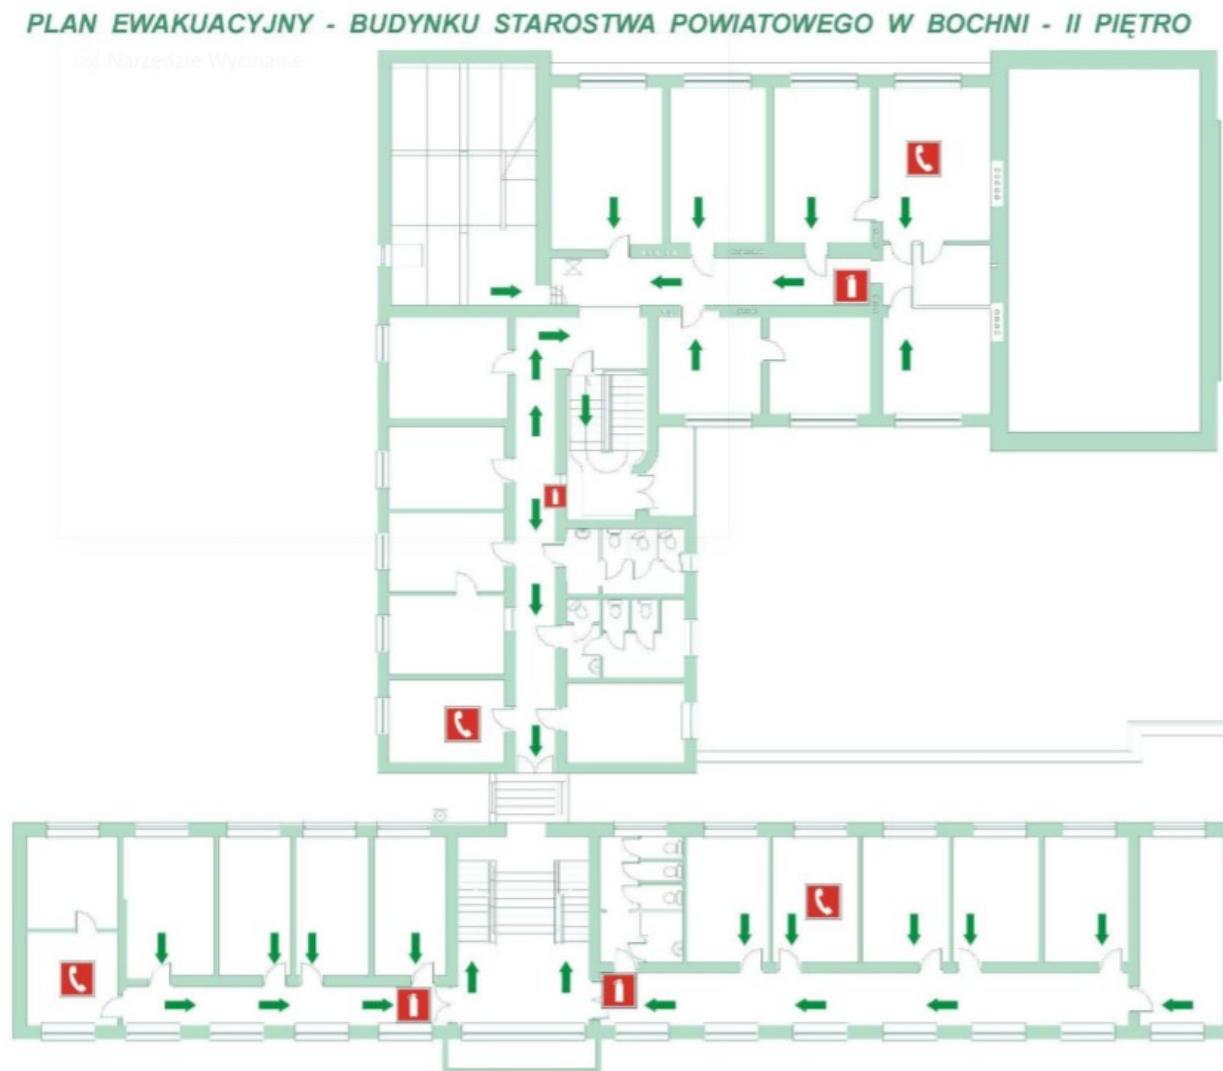 PLAN EWAKUACYJNY - BUDYNKU STAROSTWA POWIATOWEGO W BOCHNI - II PIĘTRO
Narzędzie Wycinanie